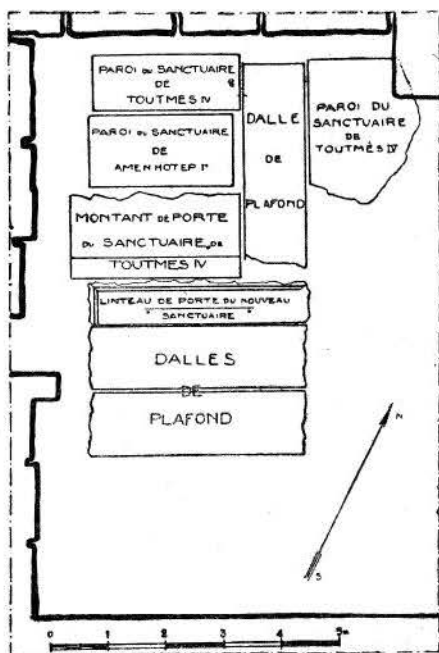 PAROI DU SANCTUAIRE
DE
TOUTMÈS IV
PAROI DU SANCTUAIRE
DE
AMENHOTEP Iº
MONTANT DE PORTE
DU SANCTUAIRE DE
TOUTMES IV
DALLE
DE
PLAFOND
PAROI DU
SANCTUAIRE
DE
TOUTMÈS IV
LINTEAU DE PORTE DU NOUVEAU
SANCTUAIRE
DALLES
DE
PLAFOND
N
S
0 1 2 3 4 5m